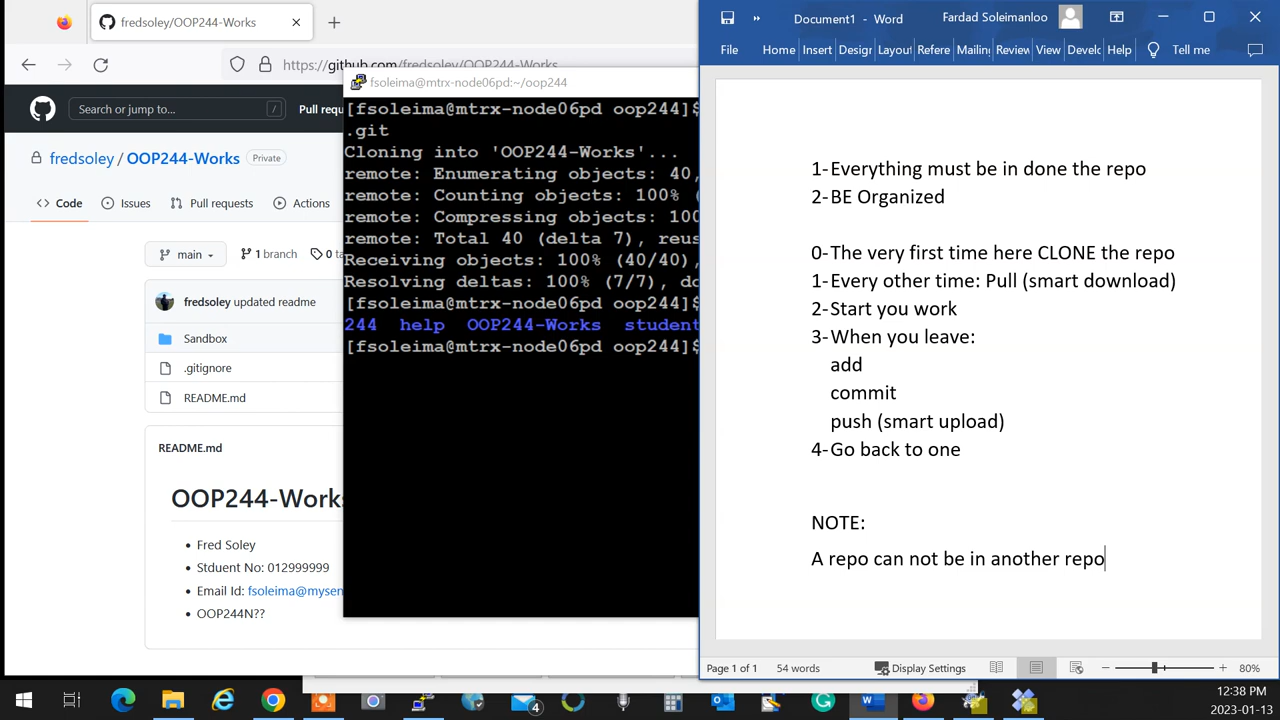 fredsoley/OOP244-Works
https://github.com/fredsoley/OOP244-Works
Search or jump to...
/
Pull requ
fredsoley / OOP244-Works
Private
Code
Issues
Pull requests
Actions
main
1 branch
0 ta
fredsoley updated readme
Sandbox
.gitignore
README.md
README.md
OOP244-Works
Fred Soley
Stduent No: 012999999
Email Id: fsoleima@mysen
OOP244N??
fsoleima@mtrx-node06pd:~/oop244
[fsoleima@mtrx-node06pd oop244]$
.git
Cloning into 'OOP244-Works'...
remote: Enumerating objects: 40,
remote: Counting objects: 100% (
remote: Compressing objects: 100
remote: Total 40 (delta 7), reus
Receiving objects: 100% (40/40),
Resolving deltas: 100% (7/7), do
[fsoleima@mtrx-node06pd oop244]$
244 help OOP244-Works student
[fsoleima@mtrx-node06pd oop244]$
Document1 - Word
Fardad Soleimanloo
File Home Insert Desigr Layout Refere Mailing Review View Develo Help Tell me
1-Everything must be in done the repo
2-BE Organized
0-The very first time here CLONE the repo
1-Every other time: Pull (smart download)
2-Start you work
3-When you leave:
add
commit
push (smart upload)
4-Go back to one
NOTE:
A repo can not be in another repo
Page 1 of 1 54 words Display Settings 80%
4
12:38 PM
2023-01-13